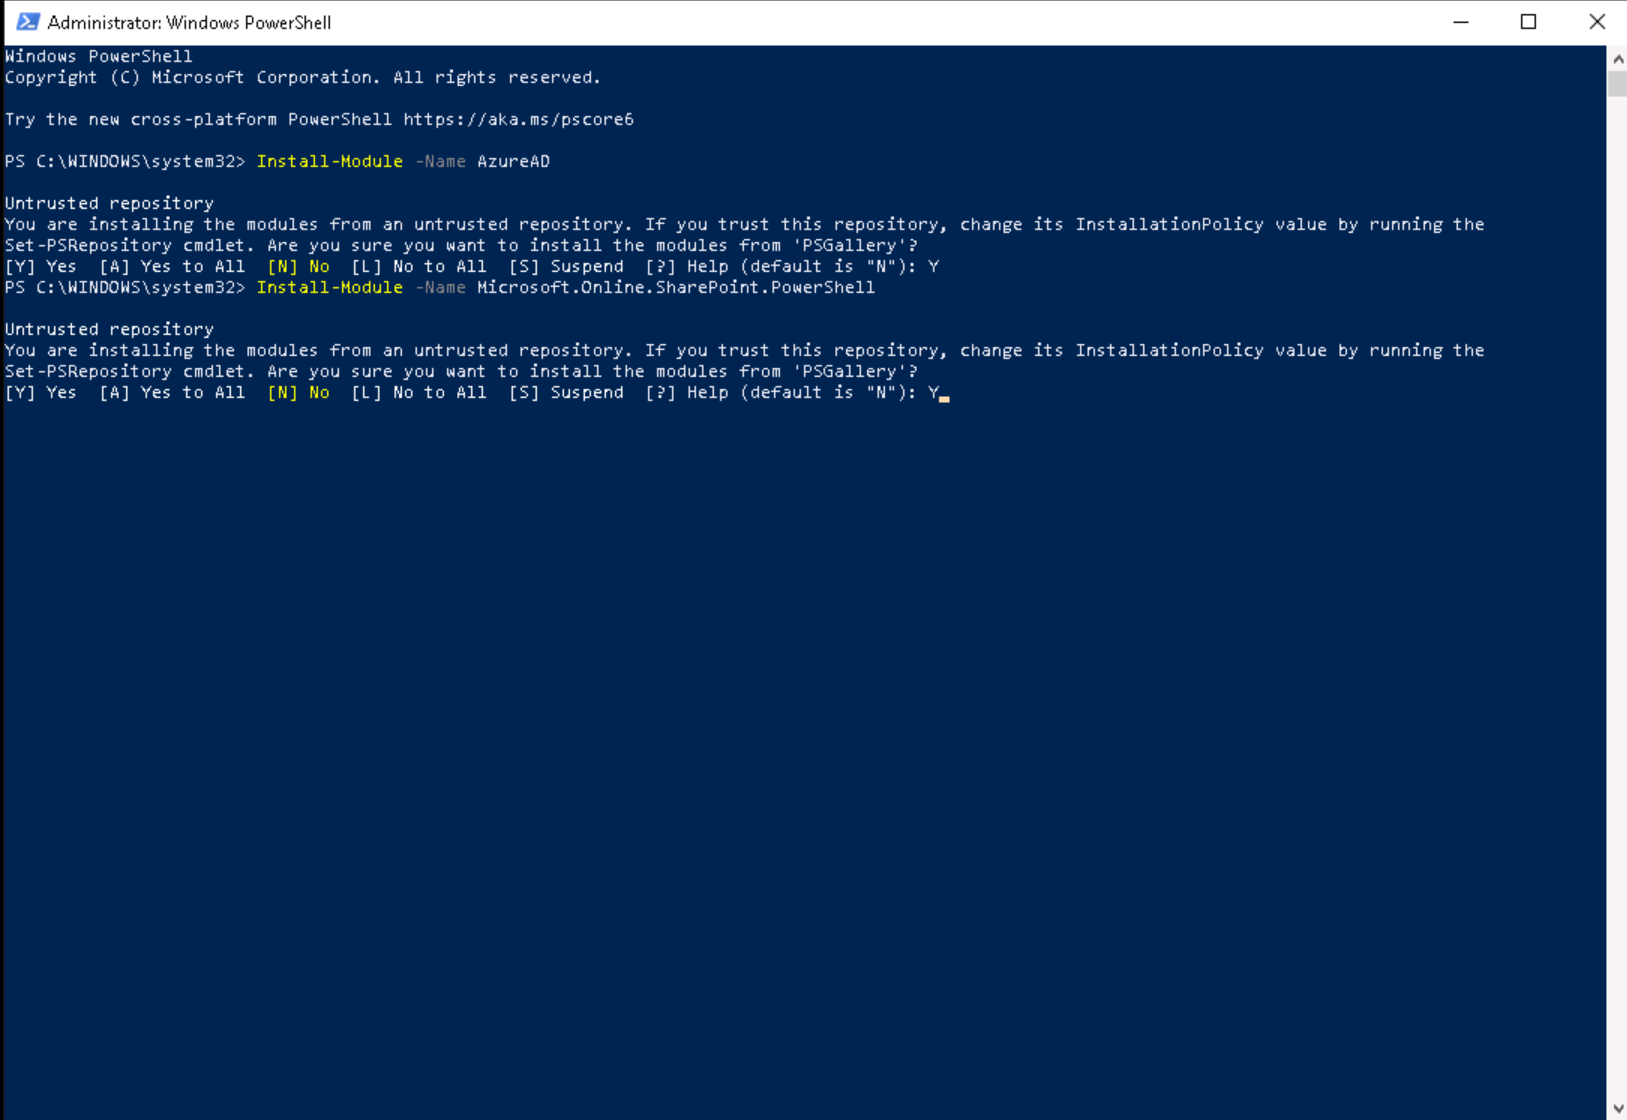 Administrator: Windows PowerShell
Windows PowerShell
Copyright (C) Microsoft Corporation. All rights reserved.
Try the new cross-platform PowerShell https://aka.ms/pscore6
PS C:\WINDOWS\system32> Install-Module -Name AzureAD
Untrusted repository
You are installing the modules from an untrusted repository. If you trust this repository, change its InstallationPolicy value by running the
Set-PSRepository cmdlet. Are you sure you want to install the modules from 'PSGallery'?
[Y] Yes  [A] Yes to All  [N] No  [L] No to All  [S] Suspend  [?] Help (default is "N"): Y
PS C:\WINDOWS\system32> Install-Module -Name Microsoft.Online.SharePoint.PowerShell
Untrusted repository
You are installing the modules from an untrusted repository. If you trust this repository, change its InstallationPolicy value by running the
Set-PSRepository cmdlet. Are you sure you want to install the modules from 'PSGallery'?
[Y] Yes  [A] Yes to All  [N] No  [L] No to All  [S] Suspend  [?] Help (default is "N"): Y